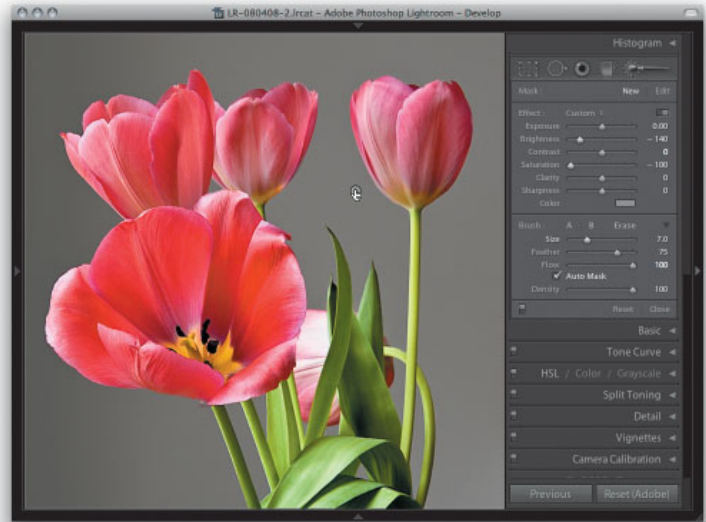 LR-080408-2.lrcat – Adobe Photoshop Lightroom – Develop
Histogram
Mask : New Edit
Effect : Custom 1
Exposure 0.00
Brightness – 140
Contrast 0
Saturation – 100
Clarity 0
Sharpness 0
Color
Brush : A B Erase
Size 7.0
Feather 75
Flow 100
Auto Mask
Density 100
Reset Close
Basic
Tone Curve
HSL / Color / Grayscale
Split Toning
Detail
Vignettes
Camera Calibration
Previous Reset (Adobe)